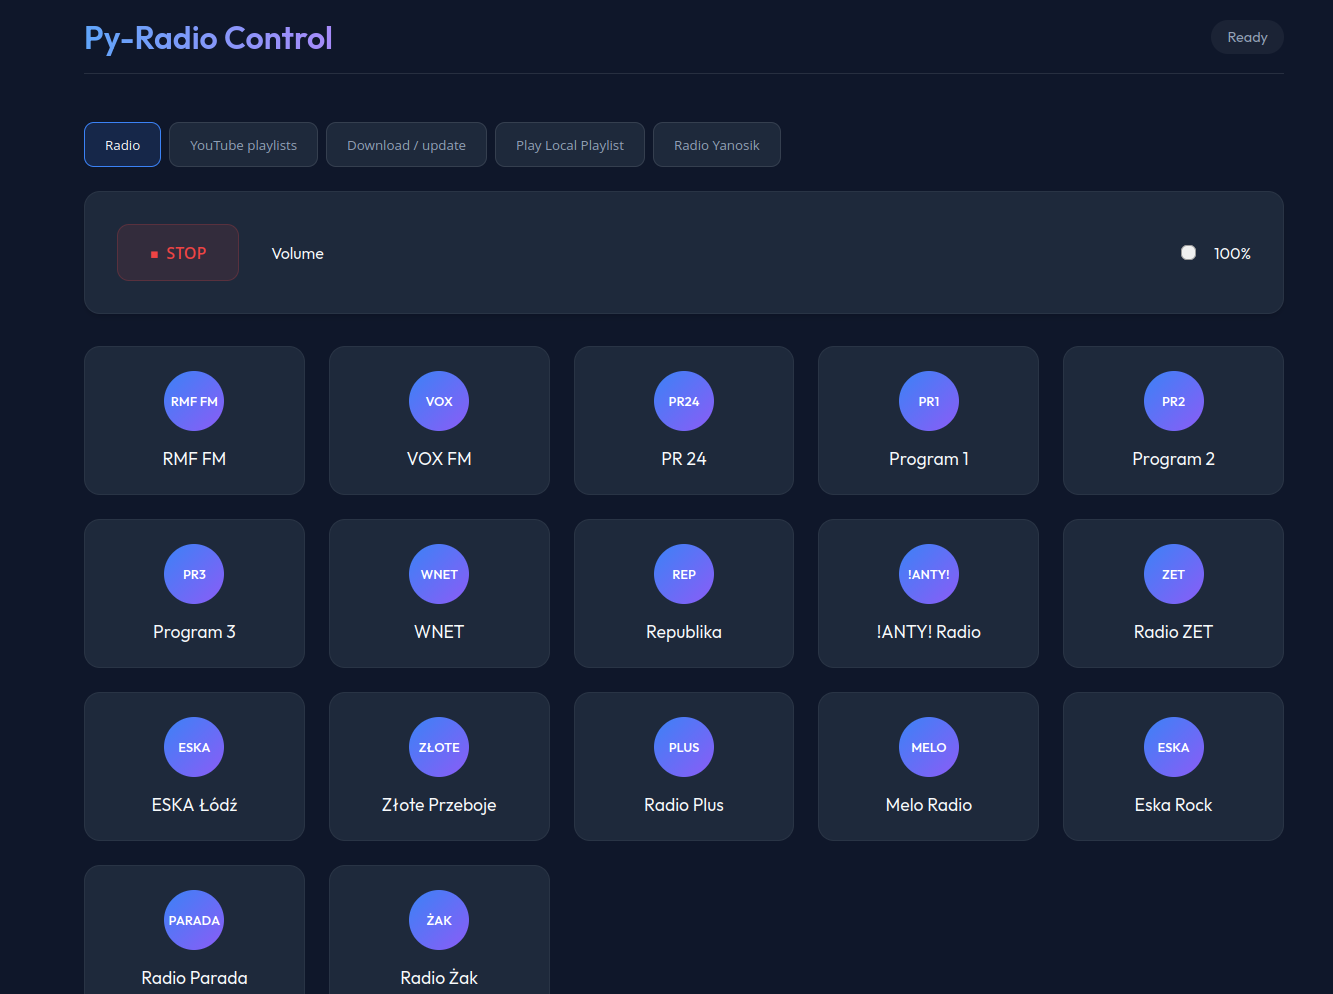 Py-Radio Control
Ready
Radio
YouTube playlists
Download / update
Play Local Playlist
Radio Yanosik
STOP
Volume
100%
RMF FM
VOX
PR24
PR1
PR2
RMF FM
VOX FM
PR 24
Program 1
Program 2
PR3
WNET
REP
!ANTY!
ZET
Program 3
WNET
Republika
!ANTY! Radio
Radio ZET
ESKA
ZŁOTE
PLUS
MELO
ESKA
ESKA Łódź
Złote Przeboje
Radio Plus
Melo Radio
Eska Rock
PARADA
ŻAK
Radio Parada
Radio Żak